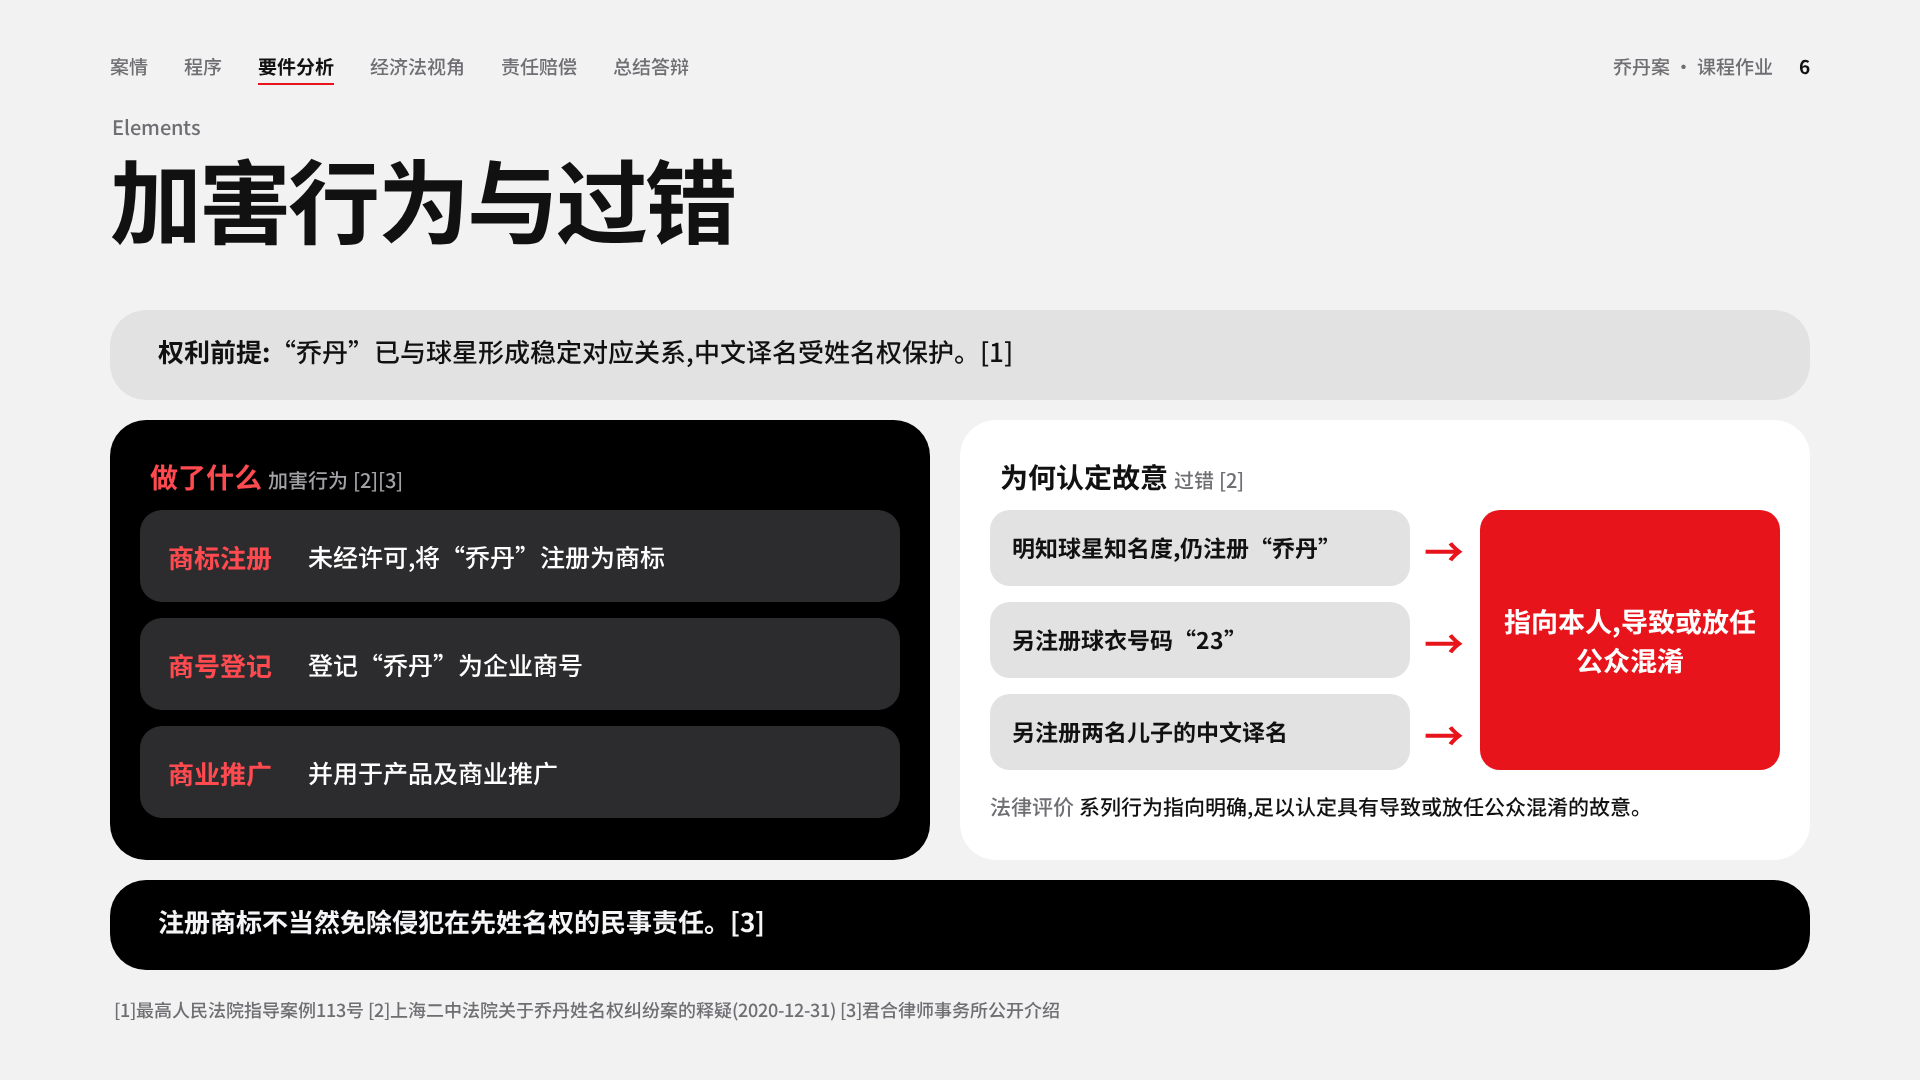 案情 程序 要件分析 经济法视角 责任赔偿 总结答辩 乔丹案 • 课程作业 6
Elements
加害行为与过错
权利前提:“乔丹”已与球星形成稳定对应关系,中文译名受姓名权保护。[1]
做了什么 加害行为 [2][3]
商标注册 未经许可,将“乔丹”注册为商标
商号登记 登记“乔丹”为企业商号
商业推广 并用于产品及商业推广
为何认定故意 过错 [2]
明知球星知名度,仍注册“乔丹” →
另注册球衣号码“23” →
另注册两名儿子的中文译名 →
指向本人,导致或放任
公众混淆
法律评价 系列行为指向明确,足以认定具有导致或放任公众混淆的故意。
注册商标不当然免除侵犯在先姓名权的民事责任。[3]
[1]最高人民法院指导案例113号 [2]上海二中法院关于乔丹姓名权纠纷案的释疑(2020-12-31) [3]君合律师事务所公开介绍